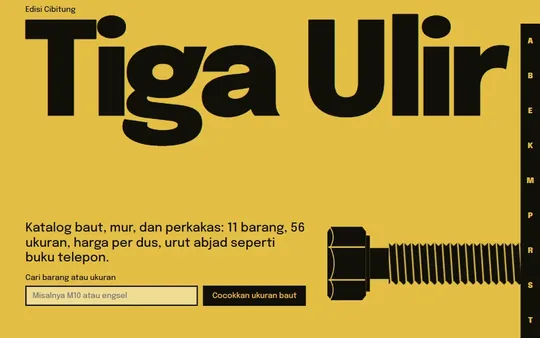 Edisi Cibitung
Tiga Ulir
Katalog baut, mur, dan perkakas: 11 barang, 56
ukuran, harga per dus, urut abjad seperti
buku telepon.
Cari barang atau ukuran
Misalnya M10 atau engsel
Cocokkan ukuran baut
A
B
E
K
M
P
R
S
T